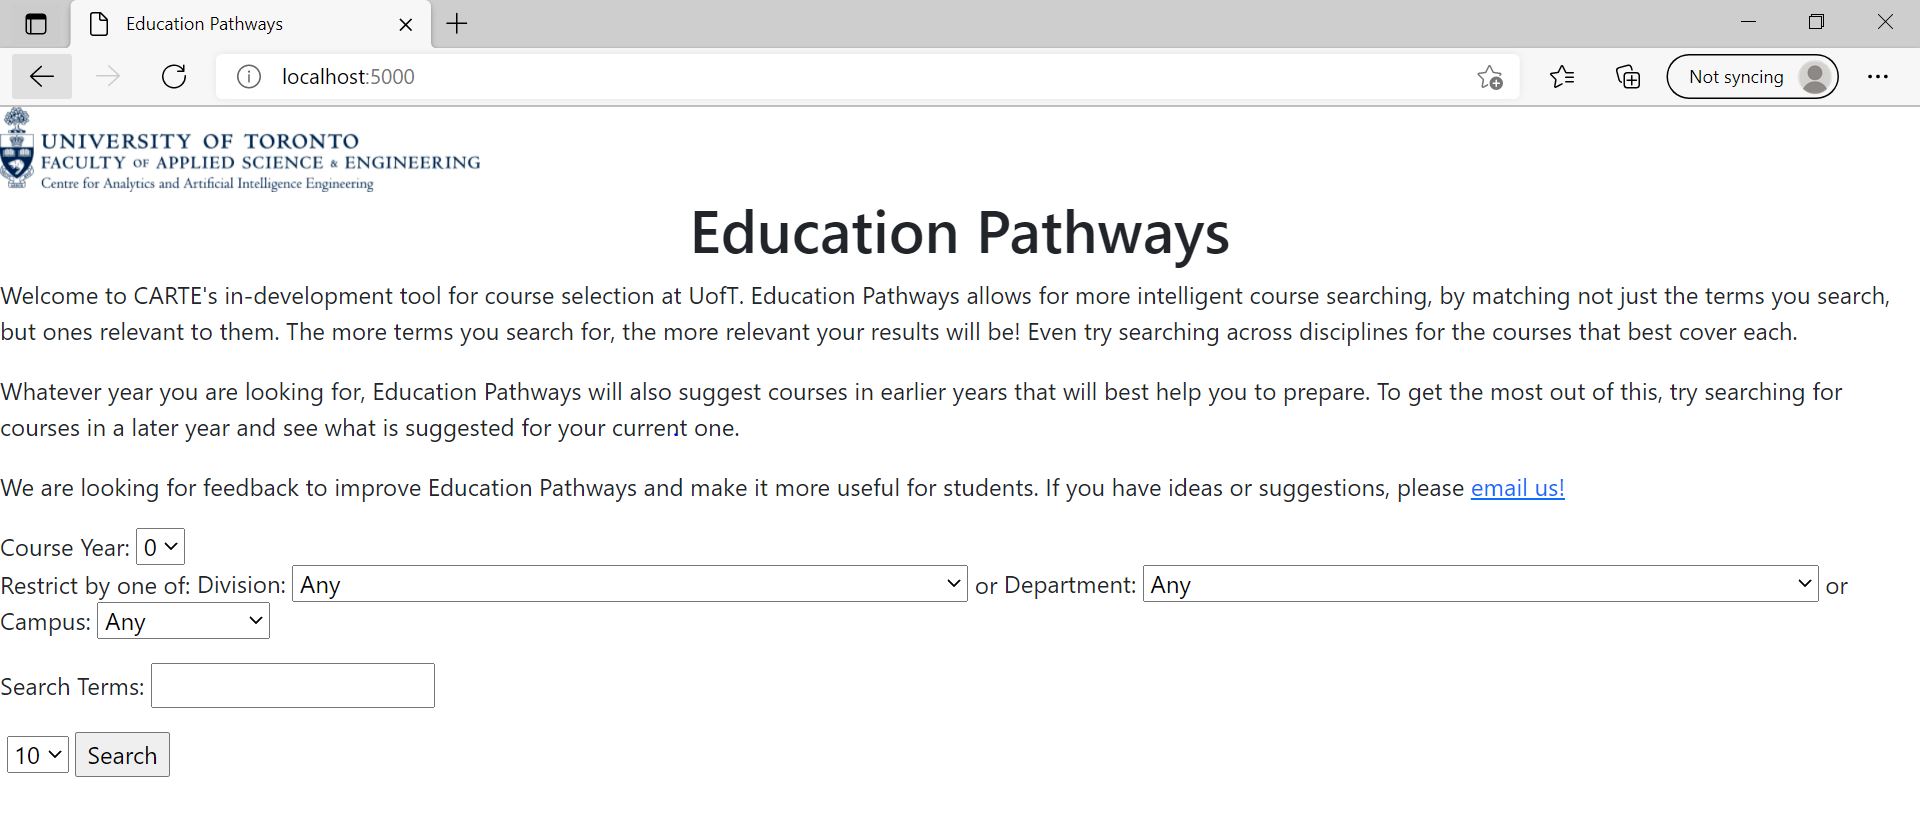 Education Pathways
localhost:5000
Not syncing
UNIVERSITY OF TORONTO
FACULTY OF APPLIED SCIENCE & ENGINEERING
Centre for Analytics and Artificial Intelligence Engineering
Education Pathways
Welcome to CARTE's in-development tool for course selection at UofT. Education Pathways allows for more intelligent course searching, by matching not just the terms you search,
but ones relevant to them. The more terms you search for, the more relevant your results will be! Even try searching across disciplines for the courses that best cover each.
Whatever year you are looking for, Education Pathways will also suggest courses in earlier years that will best help you to prepare. To get the most out of this, try searching for
courses in a later year and see what is suggested for your current one.
We are looking for feedback to improve Education Pathways and make it more useful for students. If you have ideas or suggestions, please email us!
Course Year: 0
Restrict by one of: Division: Any or Department: Any or
Campus: Any
Search Terms:
10 Search